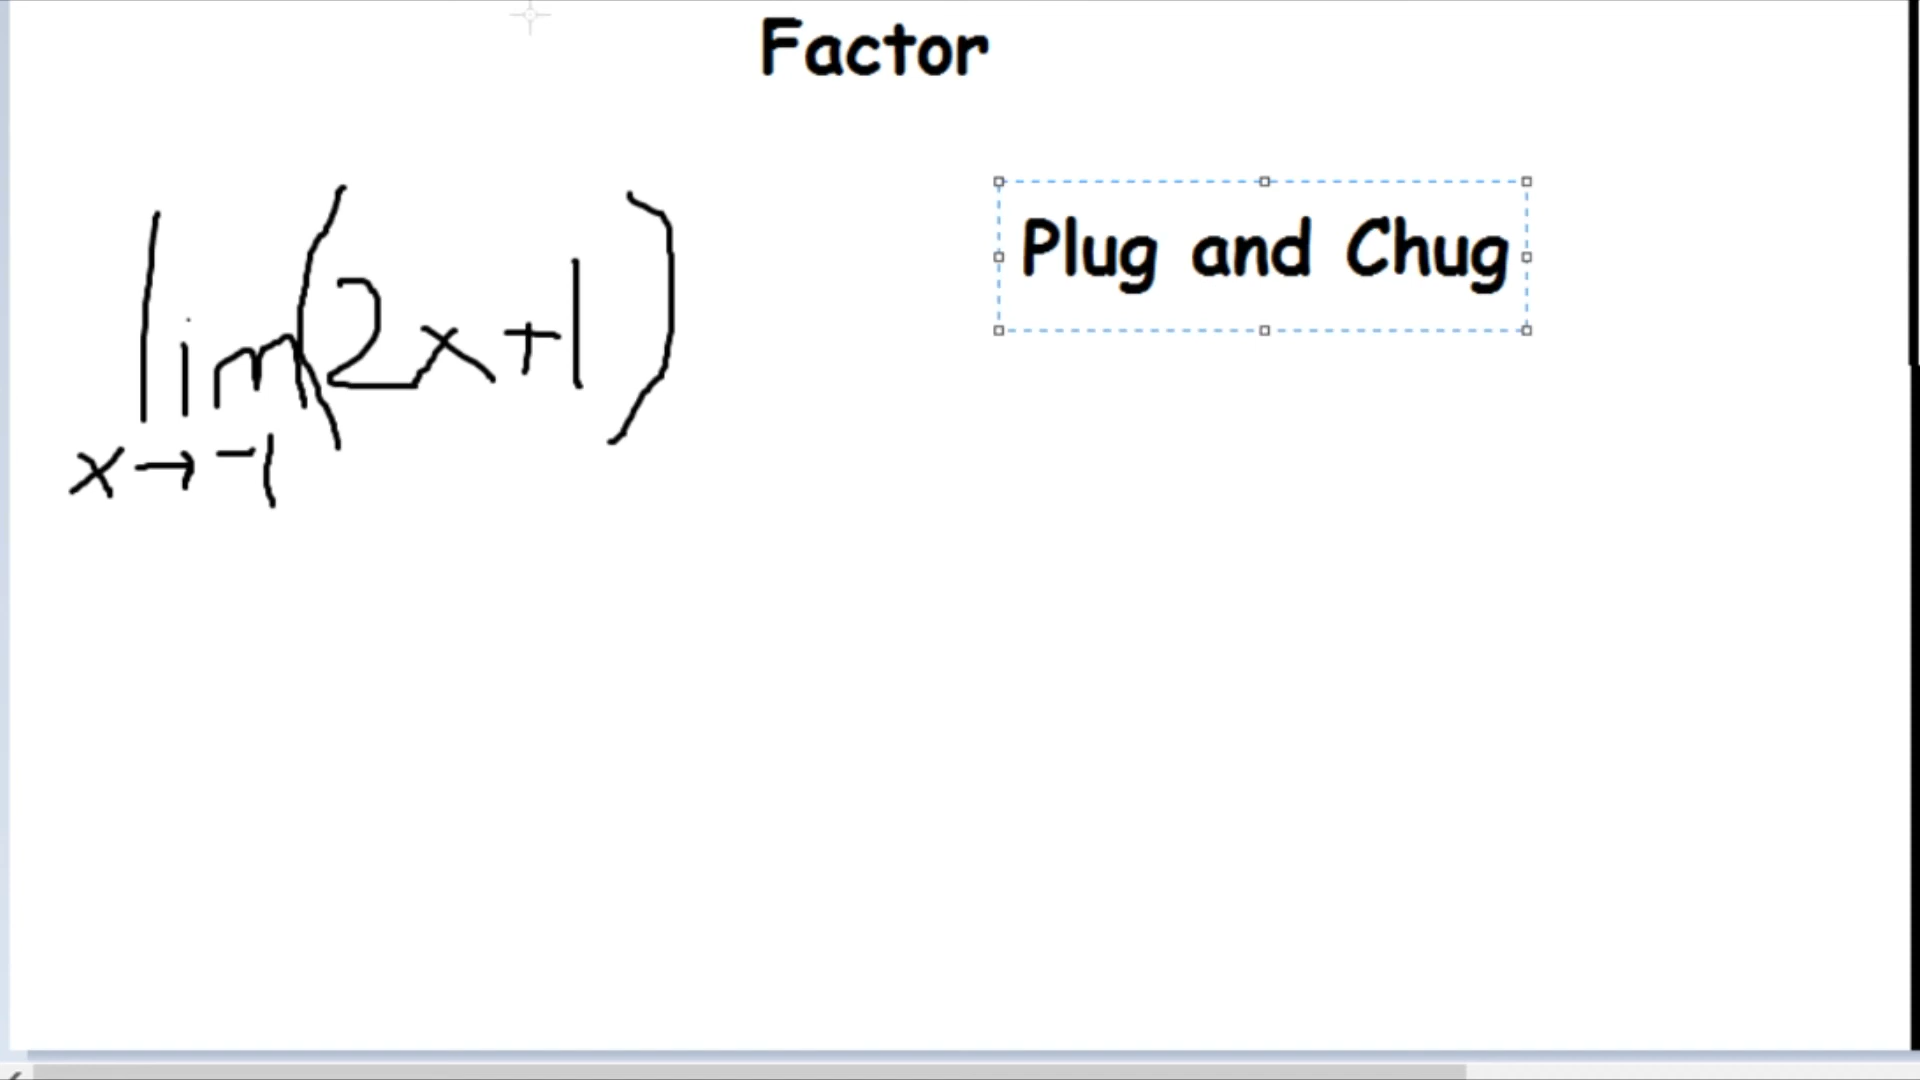 Factor
lim(2x+1)
x→-1
Plug and Chug